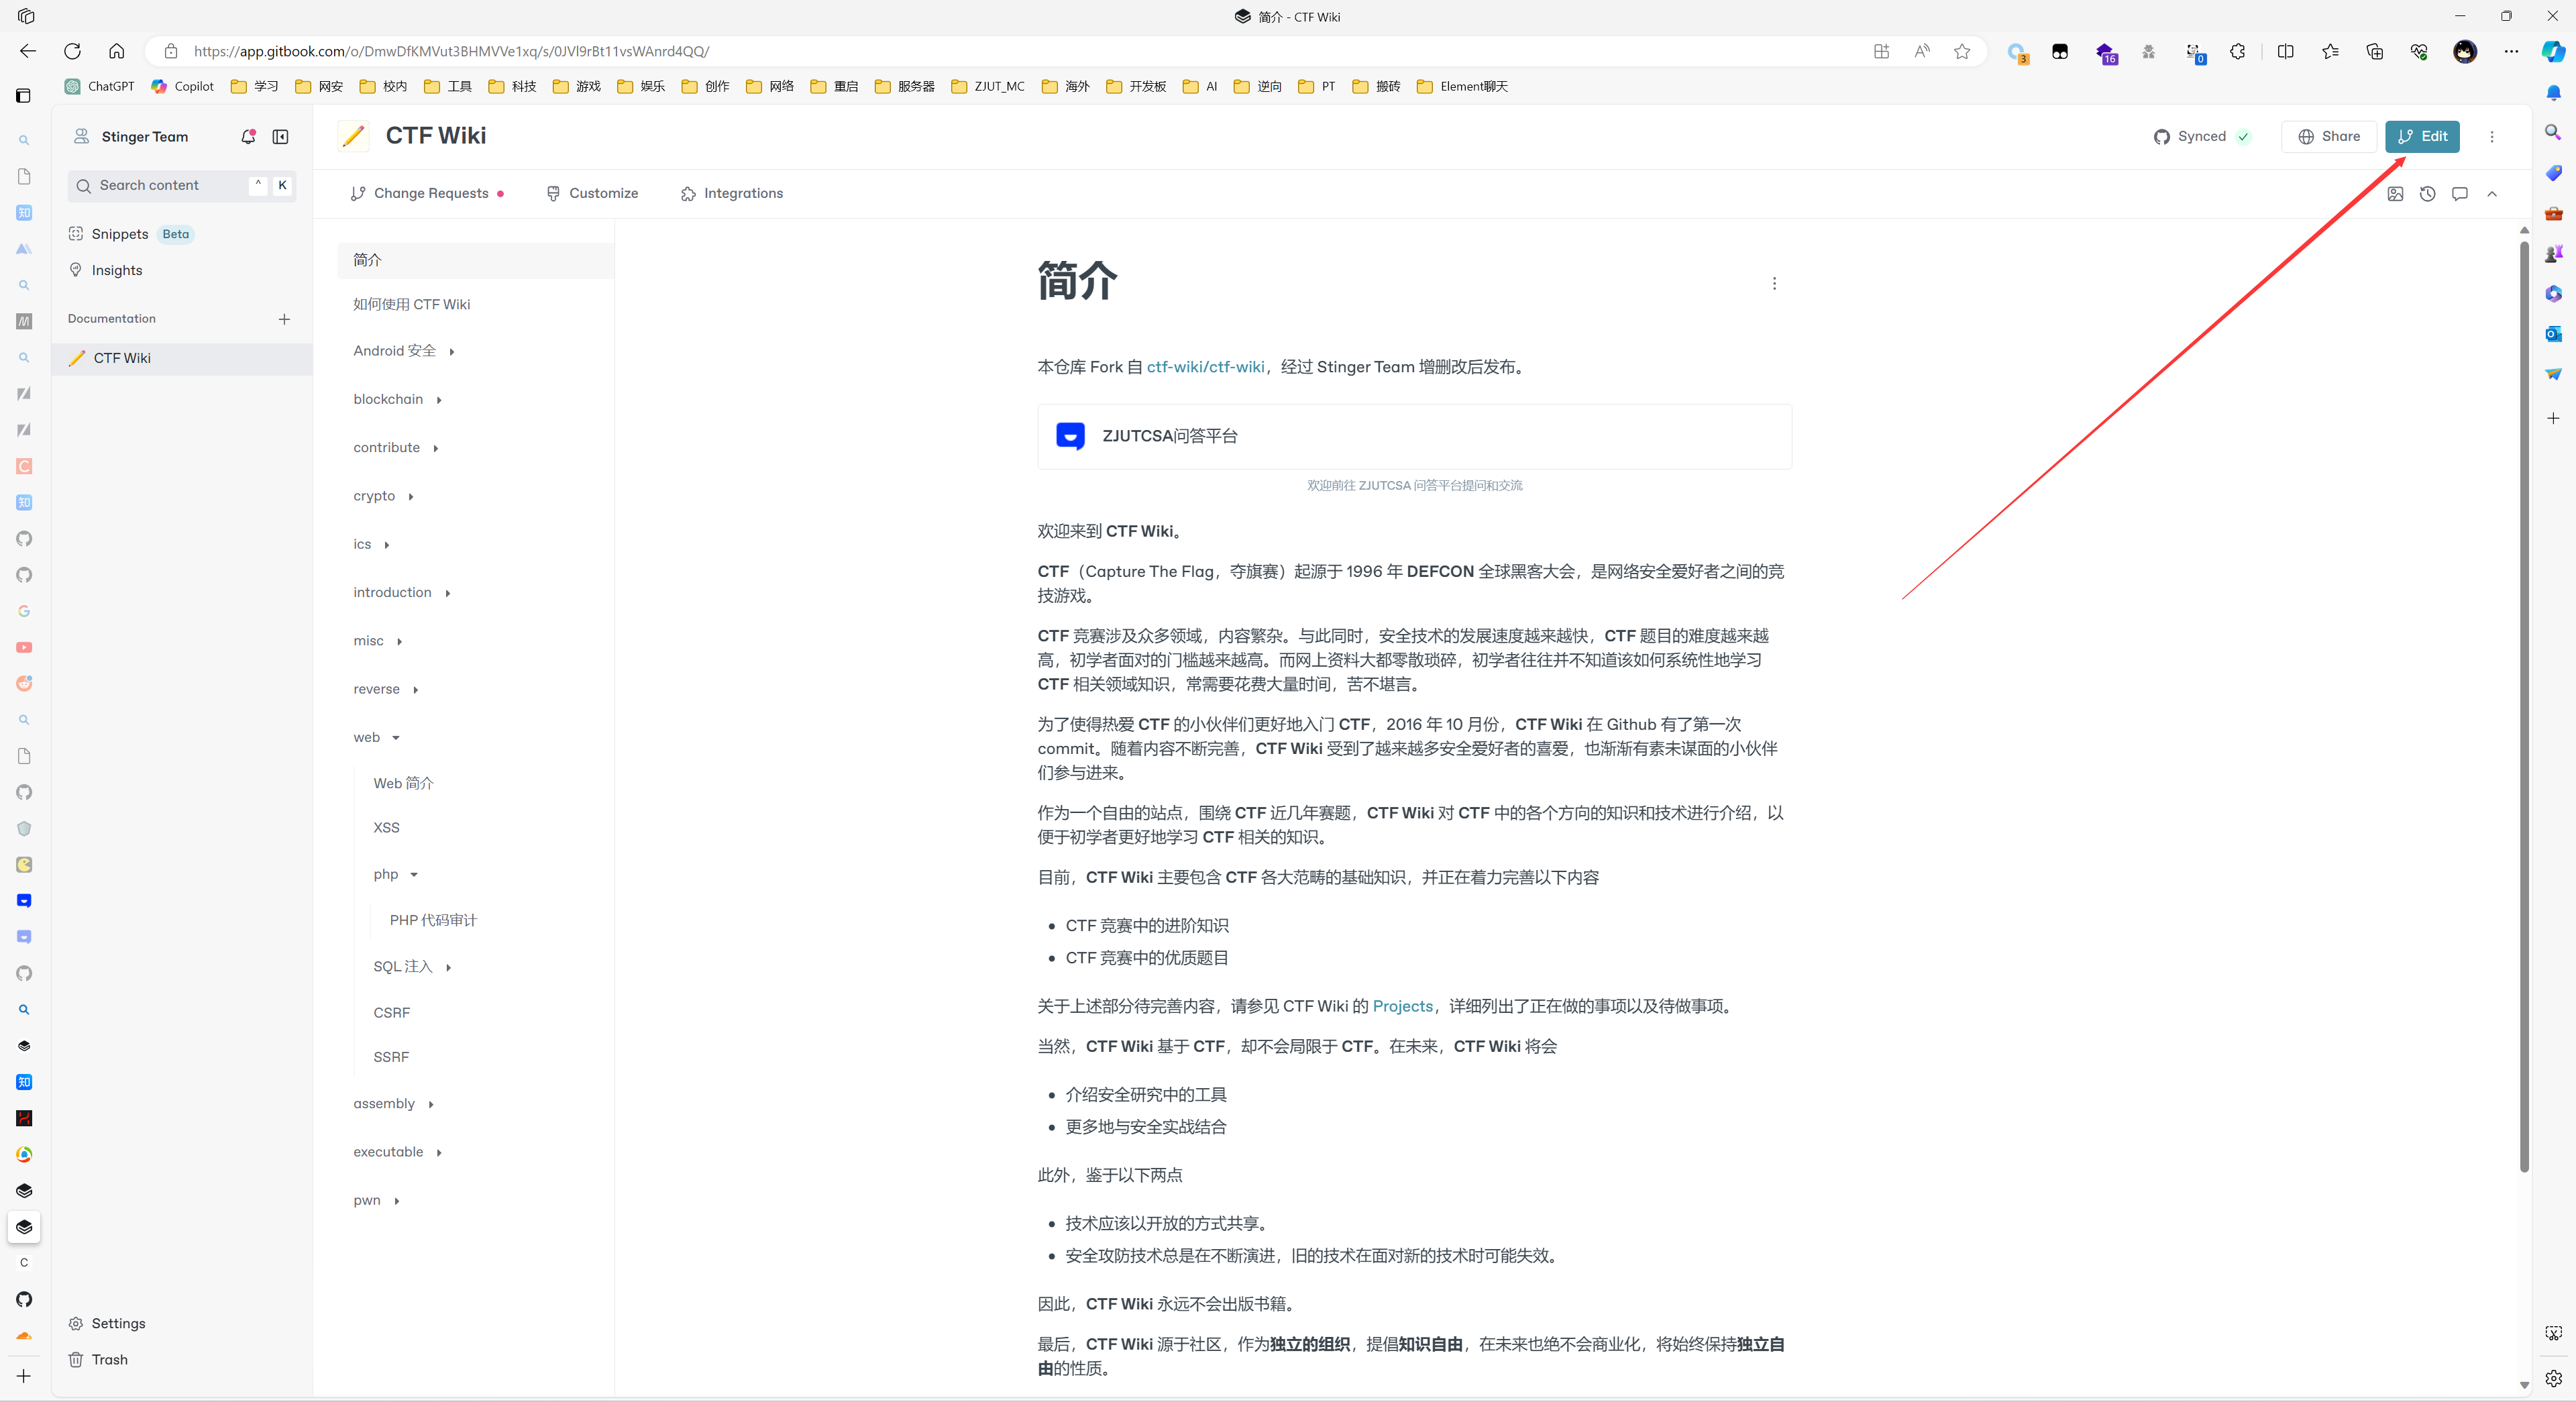 简介 - CTF Wiki
https://app.gitbook.com/o/DmwDfKMVut3BHMVVe1xq/s/0JVl9rBt11vsWAnrd4QQ/
3
16
0
ChatGPT Copilot 学习 网安 校内 工具 科技 游戏 娱乐 创作 网络 重启 服务器 ZJUT_MC 海外 开发板 AI 逆向 PT 搬砖 Element聊天
Stinger Team
Search content ^ K
Snippets Beta
Insights
Documentation
CTF Wiki
Settings
Trash
CTF Wiki
Synced
Share
Edit
Change Requests
Customize
Integrations
简介
如何使用 CTF Wiki
Android 安全
blockchain
contribute
crypto
ics
introduction
misc
reverse
web
Web 简介
XSS
php
PHP 代码审计
SQL 注入
CSRF
SSRF
assembly
executable
pwn
简介
本仓库 Fork 自 ctf-wiki/ctf-wiki，经过 Stinger Team 增删改后发布。
ZJUTCSA问答平台
欢迎前往 ZJUTCSA 问答平台提问和交流
欢迎来到 CTF Wiki。
CTF（Capture The Flag，夺旗赛）起源于 1996 年 DEFCON 全球黑客大会，是网络安全爱好者之间的竞
技游戏。
CTF 竞赛涉及众多领域，内容繁杂。与此同时，安全技术的发展速度越来越快，CTF 题目的难度越来越
高，初学者面对的门槛越来越高。而网上资料大都零散琐碎，初学者往往并不知道该如何系统性地学习
CTF 相关领域知识，常需要花费大量时间，苦不堪言。
为了使得热爱 CTF 的小伙伴们更好地入门 CTF，2016 年 10 月份，CTF Wiki 在 Github 有了第一次
commit。随着内容不断完善，CTF Wiki 受到了越来越多安全爱好者的喜爱，也渐渐有素未谋面的小伙伴
们参与进来。
作为一个自由的站点，围绕 CTF 近几年赛题，CTF Wiki 对 CTF 中的各个方向的知识和技术进行介绍，以
便于初学者更好地学习 CTF 相关的知识。
目前，CTF Wiki 主要包含 CTF 各大范畴的基础知识，并正在着力完善以下内容
• CTF 竞赛中的进阶知识
• CTF 竞赛中的优质题目
关于上述部分待完善内容，请参见 CTF Wiki 的 Projects，详细列出了正在做的事项以及待做事项。
当然，CTF Wiki 基于 CTF，却不会局限于 CTF。在未来，CTF Wiki 将会
• 介绍安全研究中的工具
• 更多地与安全实战结合
此外，鉴于以下两点
• 技术应该以开放的方式共享。
• 安全攻防技术总是在不断演进，旧的技术在面对新的技术时可能失效。
因此，CTF Wiki 永远不会出版书籍。
最后，CTF Wiki 源于社区，作为独立的组织，提倡知识自由，在未来也绝不会商业化，将始终保持独立自
由的性质。